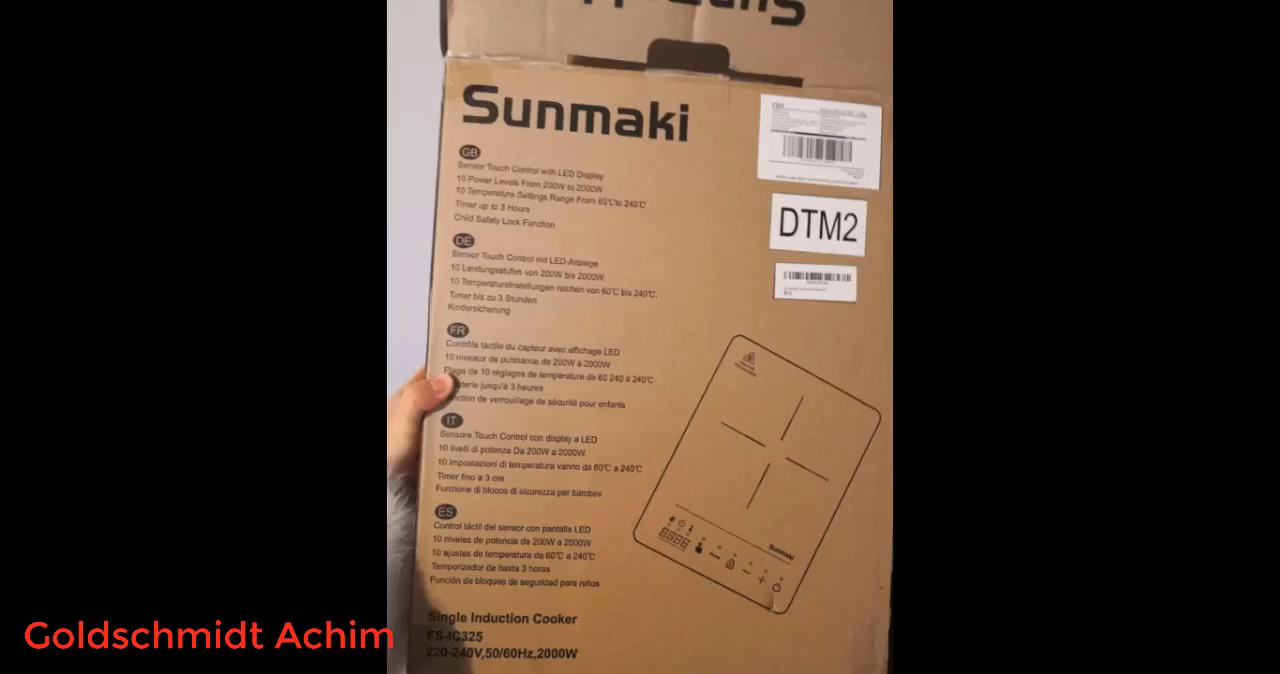 Sunmaki
GB
Sensor Touch Control with LED Display
10 Power Levels From 200W to 2000W
10 Temperature Settings Range From 60℃to 240℃
Timer up to 3 Hours
Child Safety Lock Function
DE
Sensor Touch Control mit LED-Anzeige
10 Leistungsstufen von 200W bis 2000W.
10 Temperatureinstellungen reichen von 60℃ bis 240℃.
Timer bis zu 3 Stunden
Kindersicherung
FR
Contrôle tactile du capteur avec affichage LED
10 niveaux de puissance de 200W à 2000W
Plage de 10 réglages de température de 60 240 à 240℃
jusqu'à 3 heures
de verrouillage de sécurité pour enfants
IT
Sensore Touch Control con display a LED
10 livelli di potenza Da 200W a 2000W.
10 impostazioni di temperatura vanno da 60℃ a 240℃
Timer fino a 3 ore
Funzione di blocco di sicurezza per bambini
ES
Control táctil del sensor con pantalla LED
10 niveles de potencia de 200W a 2000W
10 ajustes de temperatura de 60℃ a 240℃
Temporizador de hasta 3 horas
Función de bloqueo de seguridad para niños
Single Induction Cooker
FS-IC325
220-240V,50/60Hz,2000W
DTM2
Sunmaki
Goldschmidt Achim